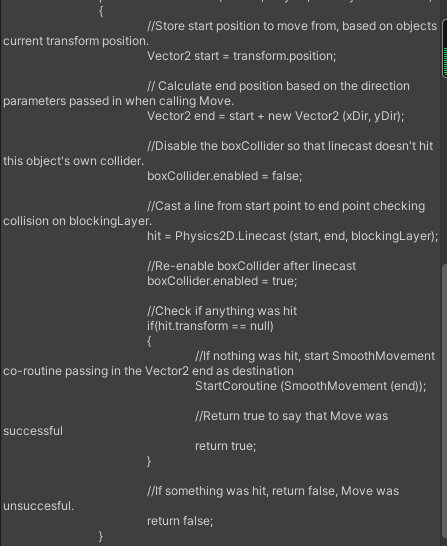 {
//Store start position to move from, based on objects
current transform position.
Vector2 start = transform.position;
// Calculate end position based on the direction
parameters passed in when calling Move.
Vector2 end = start + new Vector2 (xDir, yDir);
//Disable the boxCollider so that linecast doesn't hit
this object's own collider.
boxCollider.enabled = false;
//Cast a line from start point to end point checking
collision on blockingLayer.
hit = Physics2D.Linecast (start, end, blockingLayer);
//Re-enable boxCollider after linecast
boxCollider.enabled = true;
//Check if anything was hit
if(hit.transform == null)
{
//If nothing was hit, start SmoothMovement
co-routine passing in the Vector2 end as destination
StartCoroutine (SmoothMovement (end));
//Return true to say that Move was
successful
return true;
}
//If something was hit, return false, Move was
unsuccesful.
return false;
}